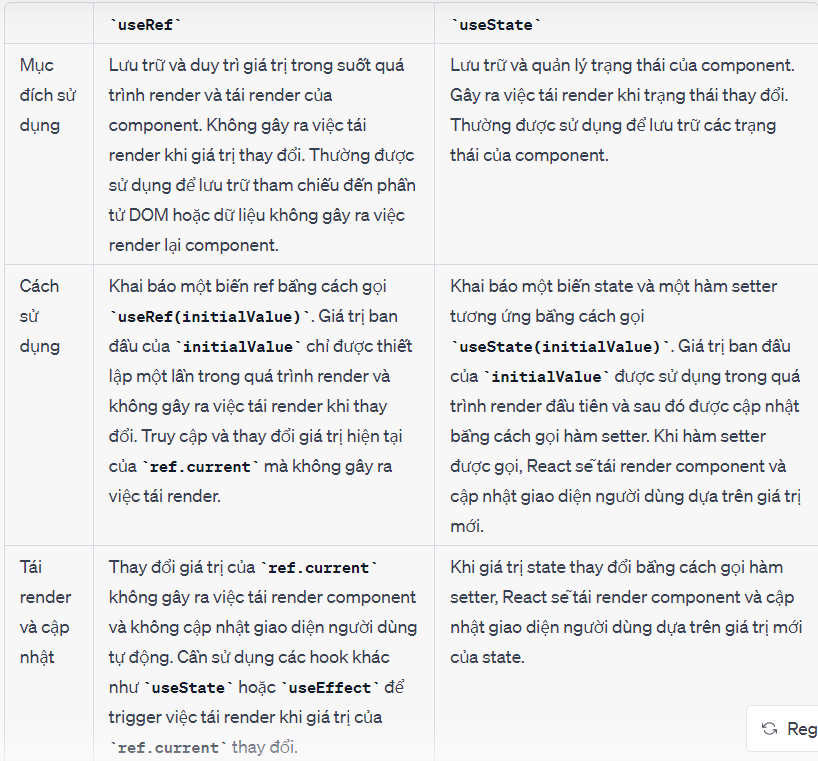 `useRef`
`useState`
Mục
đích sử
dụng
Lưu trữ và duy trì giá trị trong suốt quá
trình render và tái render của
component. Không gây ra việc tái
render khi giá trị thay đổi. Thường được
sử dụng để lưu trữ tham chiếu đến phần
tử DOM hoặc dữ liệu không gây ra việc
render lại component.
Lưu trữ và quản lý trạng thái của component.
Gây ra việc tái render khi trạng thái thay đổi.
Thường được sử dụng để lưu trữ các trạng
thái của component.
Cách
sử
dụng
Khai báo một biến ref bằng cách gọi
`useRef(initialValue)`. Giá trị ban
đầu của `initialValue` chỉ được thiết
lập một lần trong quá trình render và
không gây ra việc tái render khi thay
đổi. Truy cập và thay đổi giá trị hiện tại
của `ref.current` mà không gây ra
việc tái render.
Khai báo một biến state và một hàm setter
tương ứng bằng cách gọi
`useState(initialValue)`. Giá trị ban đầu
của `initialValue` được sử dụng trong quá
trình render đầu tiên và sau đó được cập nhật
bằng cách gọi hàm setter. Khi hàm setter
được gọi, React sẽ tái render component và
cập nhật giao diện người dùng dựa trên giá trị
mới.
Tái
render
và cập
nhật
Thay đổi giá trị của `ref.current`
không gây ra việc tái render component
và không cập nhật giao diện người dùng
tự động. Cần sử dụng các hook khác
như `useState` hoặc `useEffect` để
trigger việc tái render khi giá trị của
`ref.current` thay đổi.
Khi giá trị state thay đổi bằng cách gọi hàm
setter, React sẽ tái render component và cập
nhật giao diện người dùng dựa trên giá trị mới
của state.
Reg